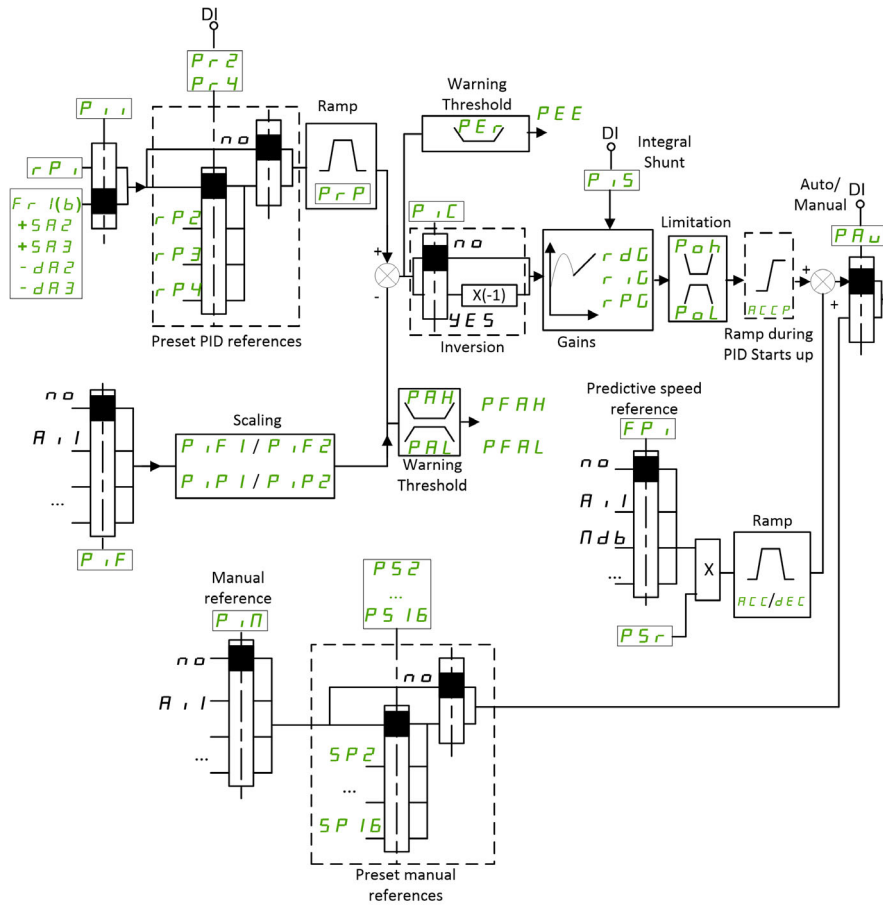 DI
Pr2
Pr4
Pii
rPi
Fr1(b)
+SA2
+SA3
-dA2
-dA3
no
rP2
rP3
rP4
Preset PID references
Ramp
PrP
+
-
Warning
Threshold
PEr
PEE
PiC
no
X(-1)
YES
Inversion
DI
Integral
Shunt
PiS
rdG
riG
rPG
Gains
Limitation
PoH
PoL
ACCP
Ramp during
PID Starts up
+
+
Auto/
Manual
DI
PAu
no
Ai1
...
PiF
Scaling
PiF1/PiF2
PiP1/PiP2
PAH
PAL
Warning
Threshold
PFAH
PFAL
Predictive speed
reference
FPi
no
Ai1
Mdb
...
PSr
X
Ramp
ACC/dEC
Manual
reference
PiM
no
Ai1
...
PS2
...
PS16
no
SP2
...
SP16
Preset manual
references